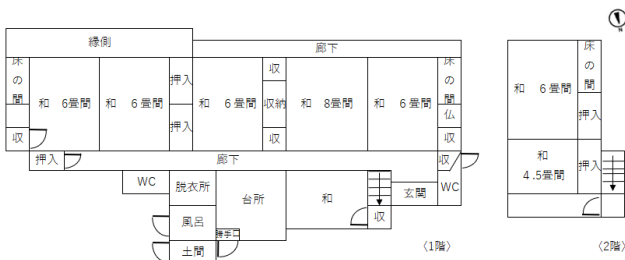 縁側
廊下
床の間
収
和 6畳間
和 6畳間
押入
押入
和 6畳間
収
収納
収
和 8畳間
和 6畳間
床の間
仏
収
押入
廊下
収
WC
脱衣所
台所
和
収
玄関
WC
風呂
勝手口
土間
〈1階〉
床の間
和 6畳間
押入
和
4.5畳間
押入
〈2階〉
N